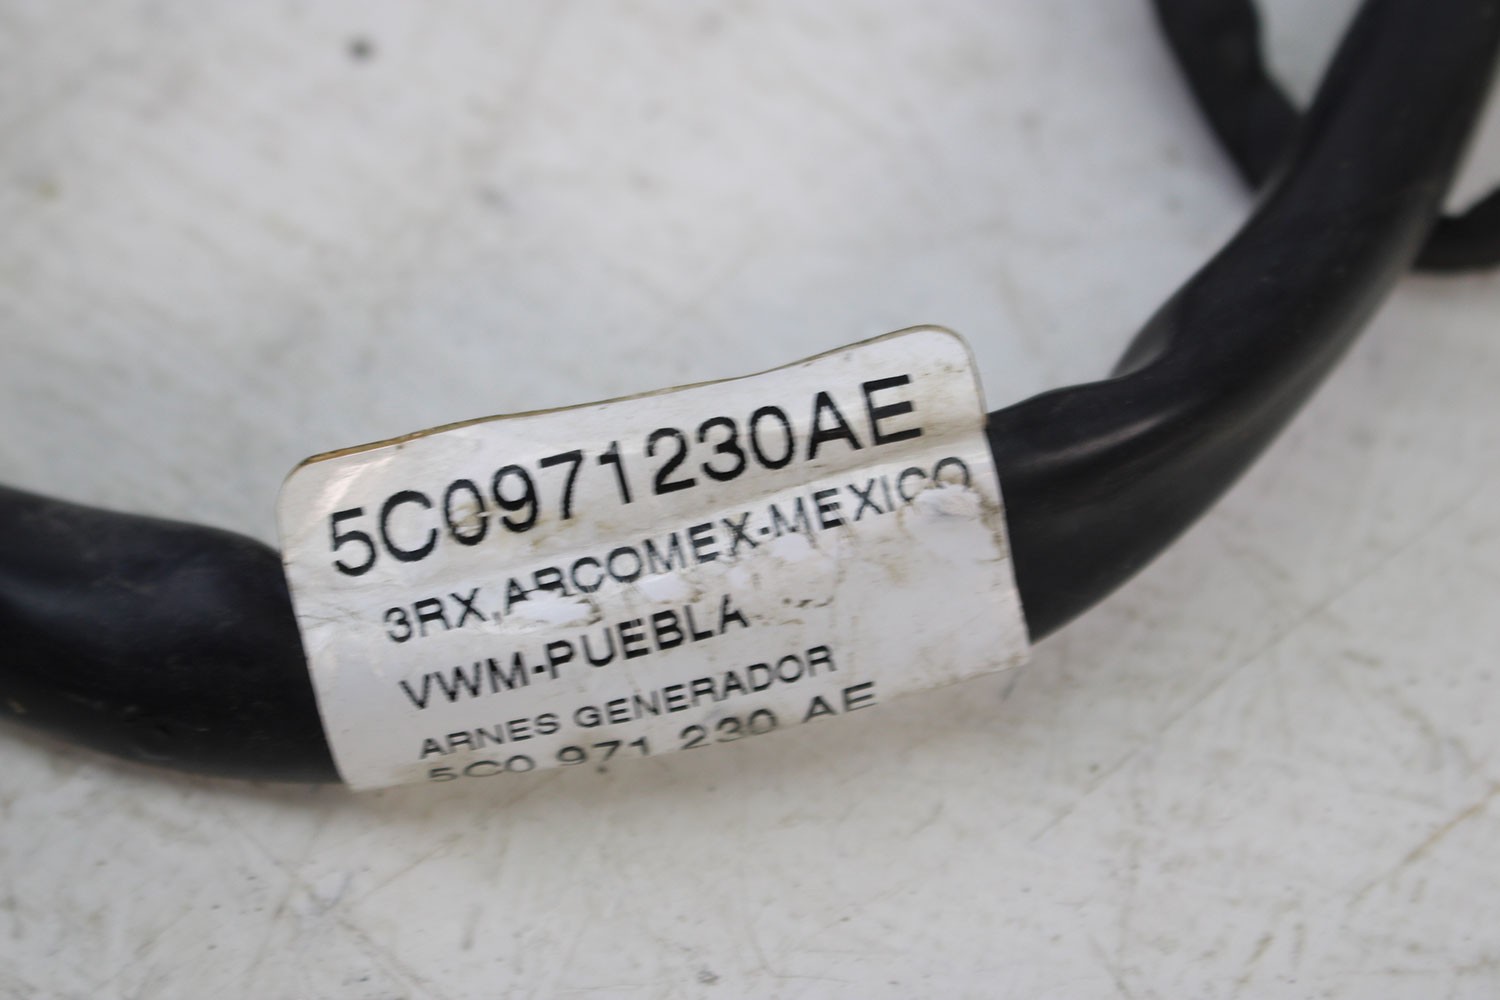 5C0971230AE
3RX,ARCOMEX-MEXICO
VWM-PUEBLA
ARNES GENERADOR
5C0 971 230 AE